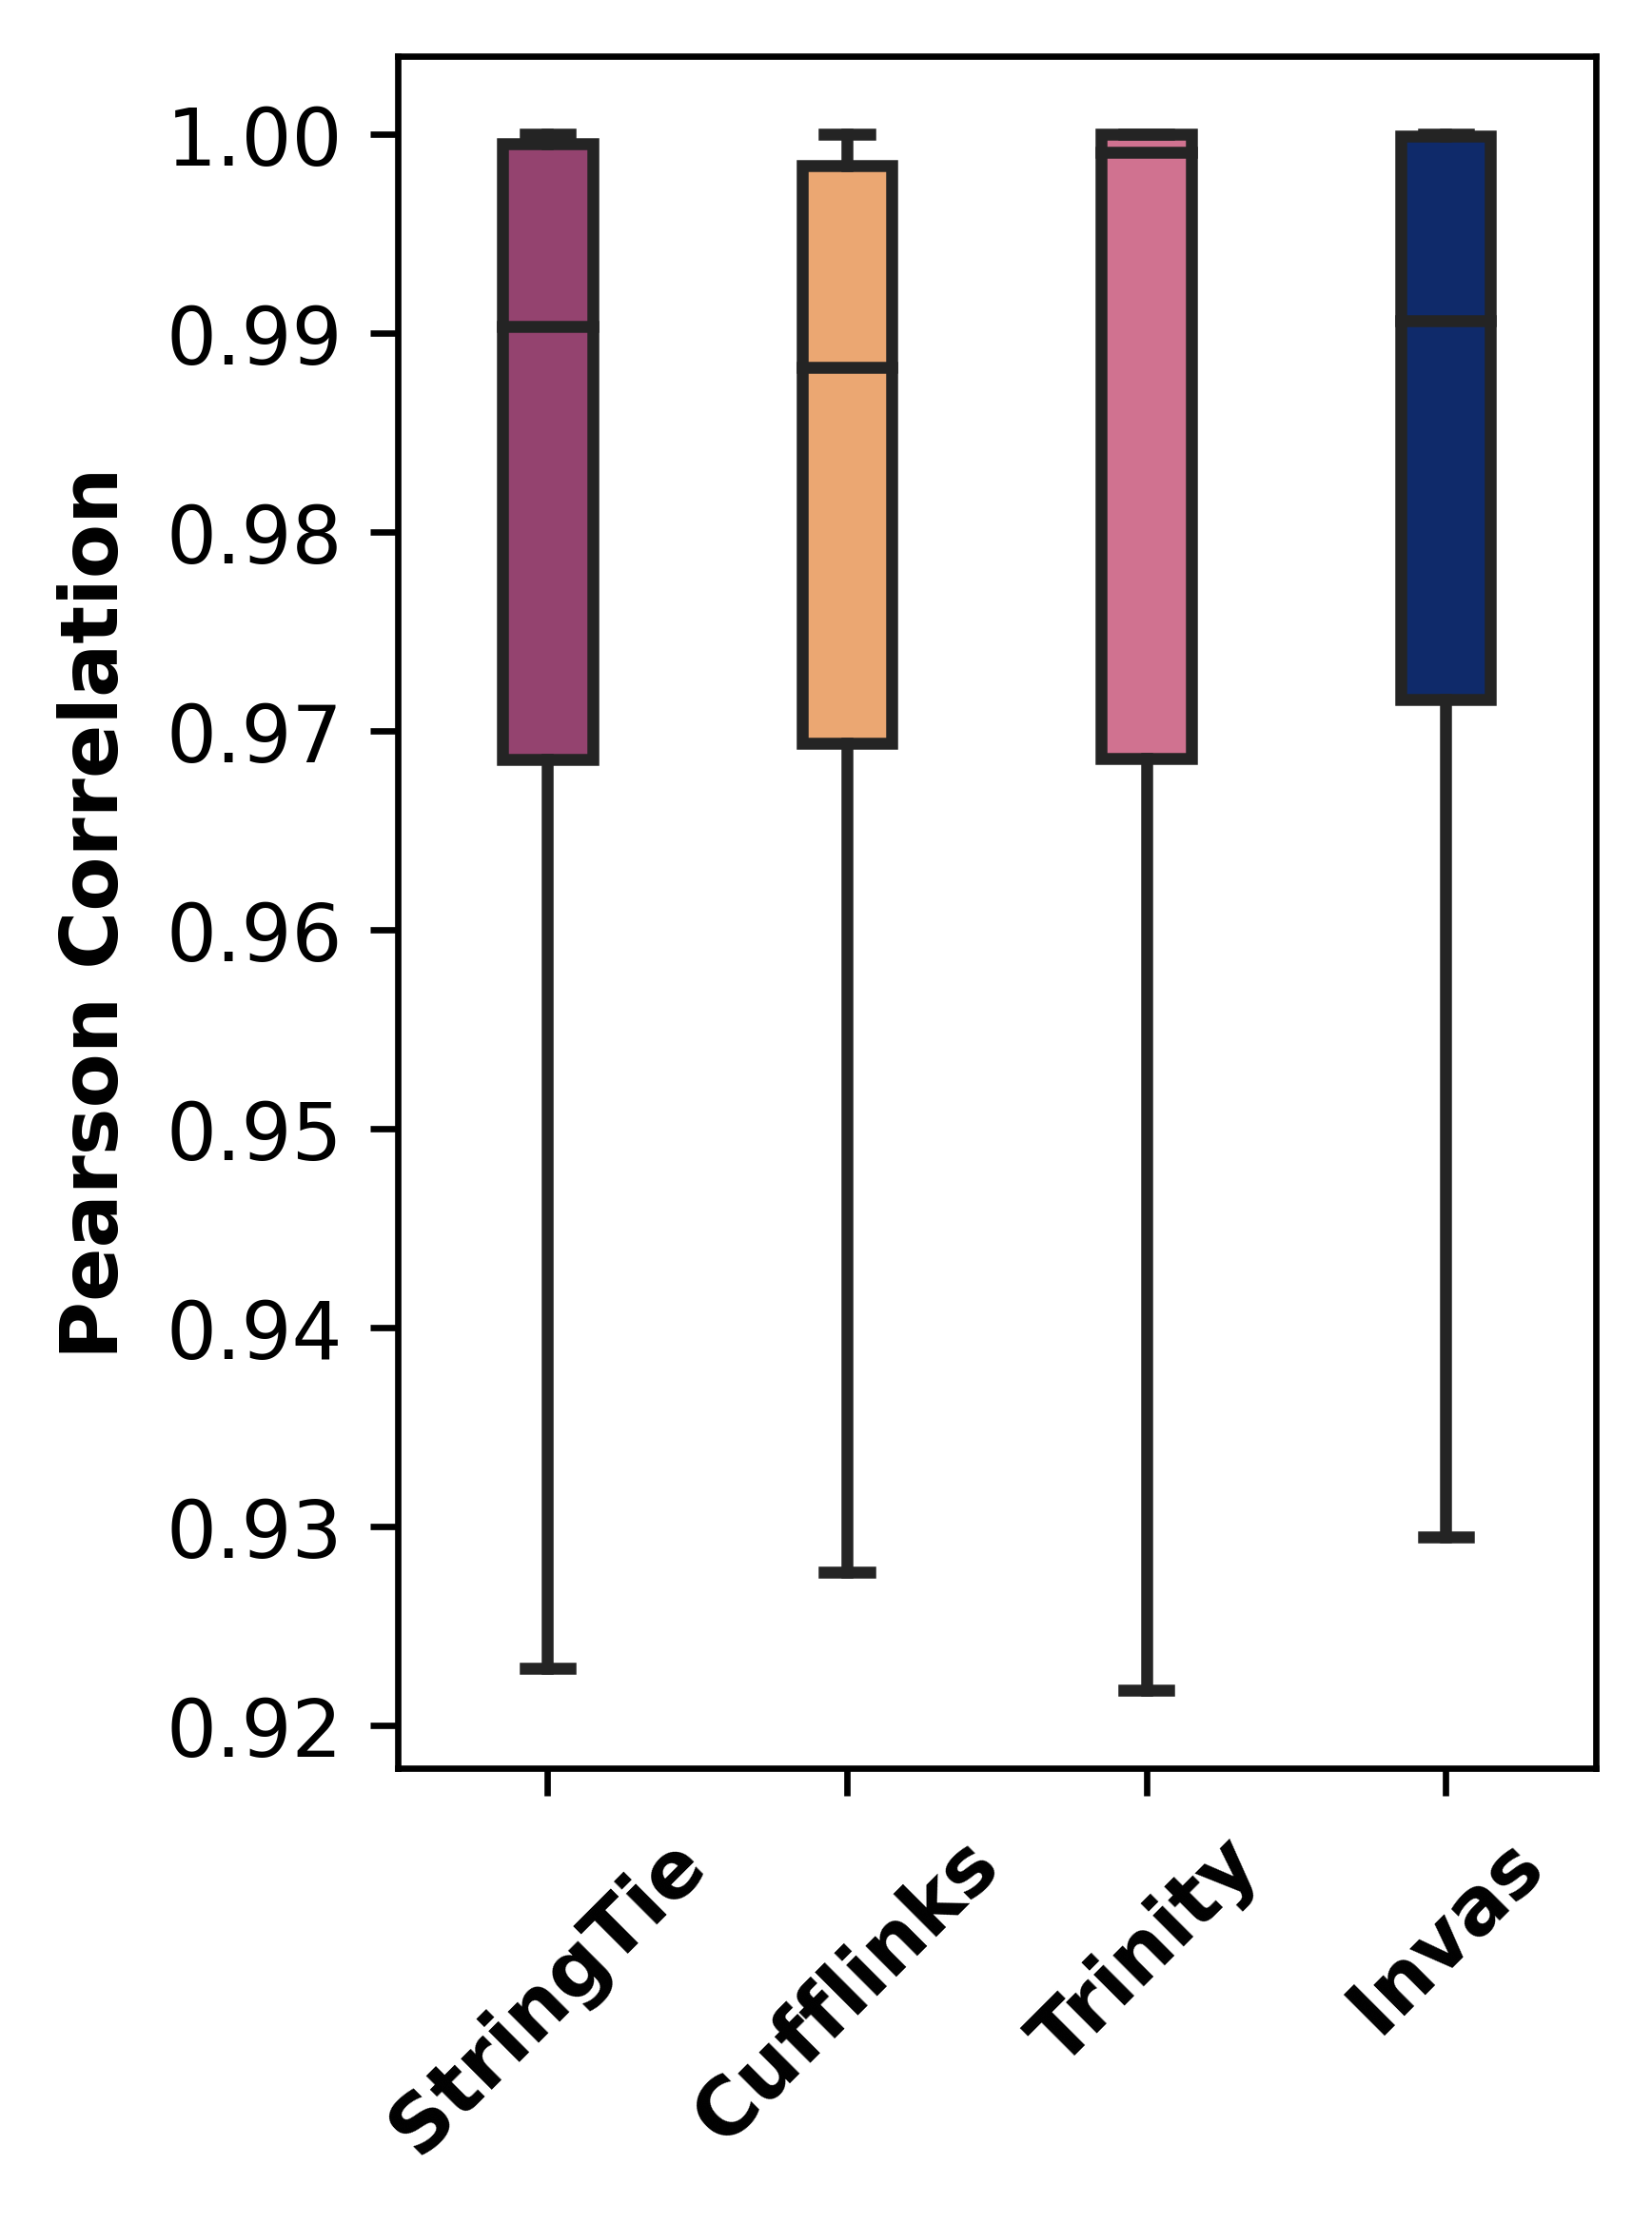 Pearson Correlation
1.00
0.99
0.98
0.97
0.96
0.95
0.94
0.93
0.92
StringTie
Cufflinks
Trinity
Invas